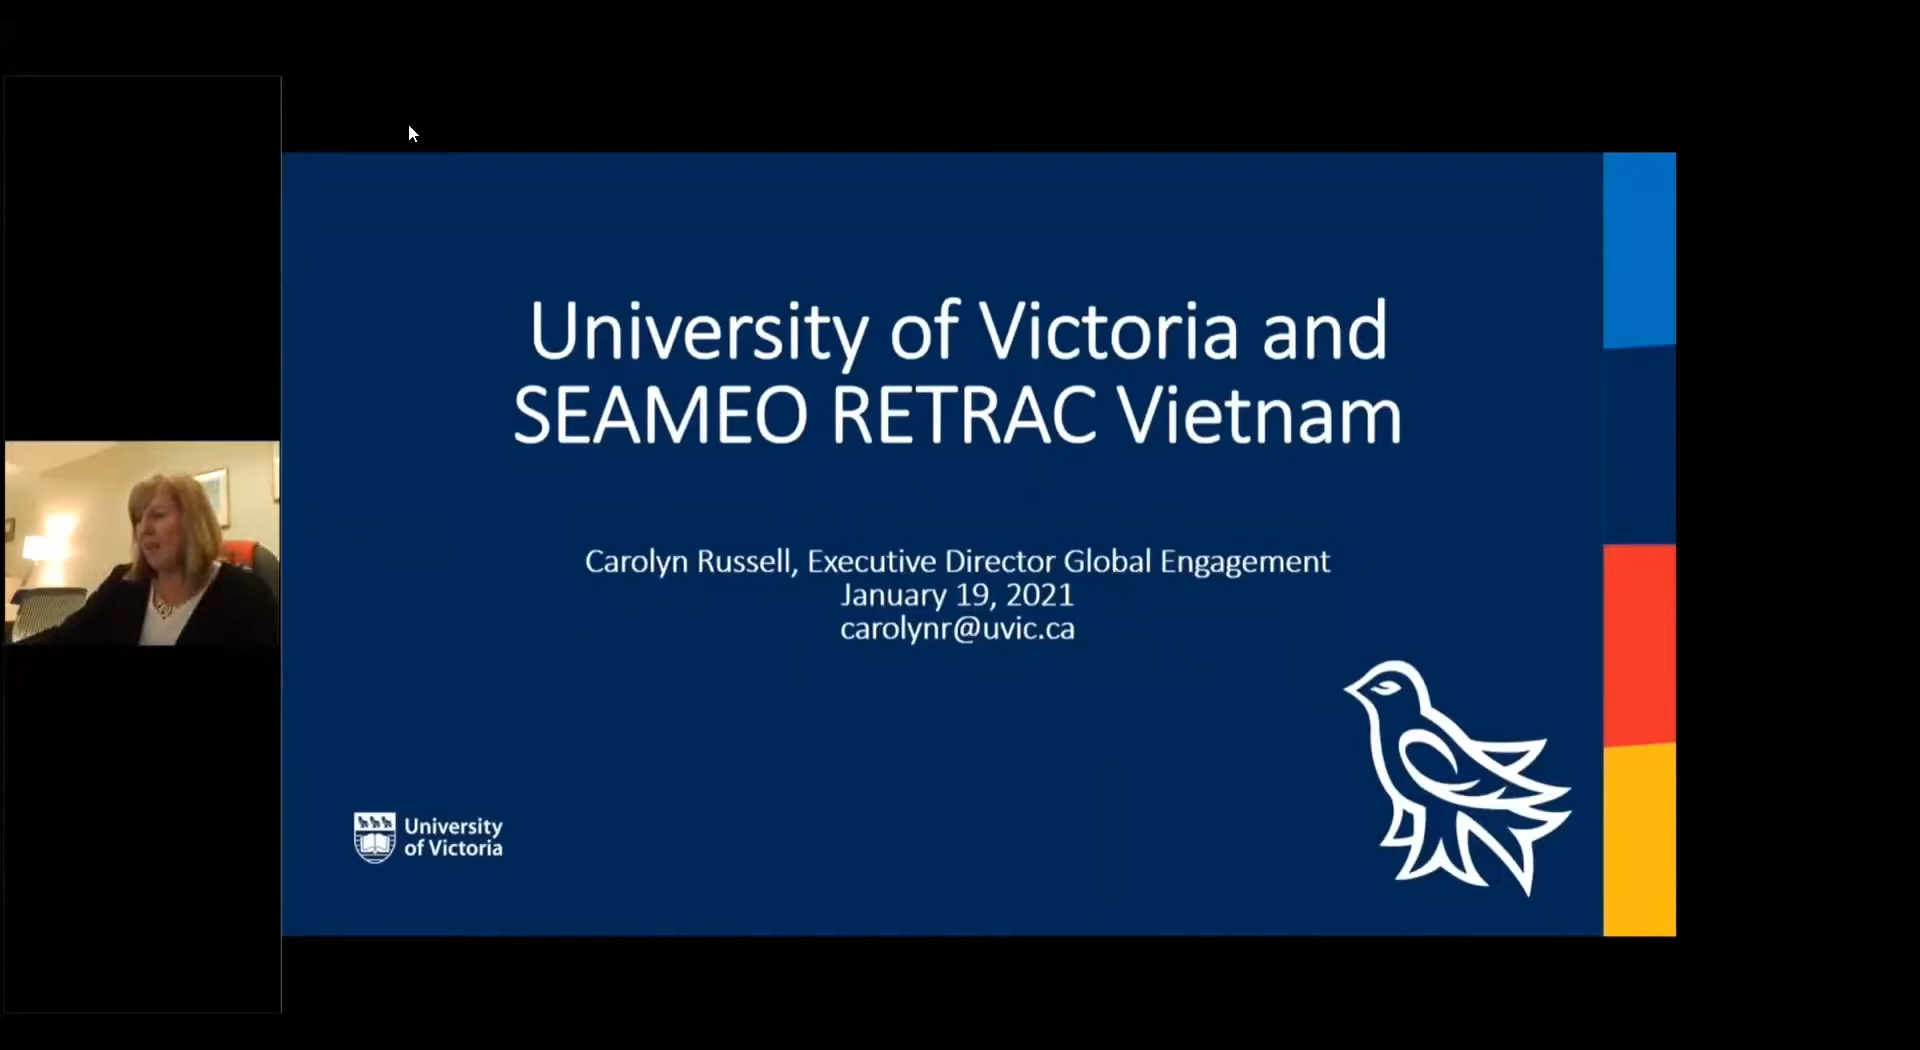 University of Victoria and
SEAMEO RETRAC Vietnam
Carolyn Russell, Executive Director Global Engagement
January 19, 2021
carolynr@uvic.ca
University
of Victoria